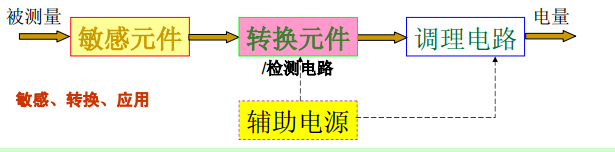 被测量
电量
敏感元件
转换元件
调理电路
/检测电路
敏感、转换、应用
辅助电源